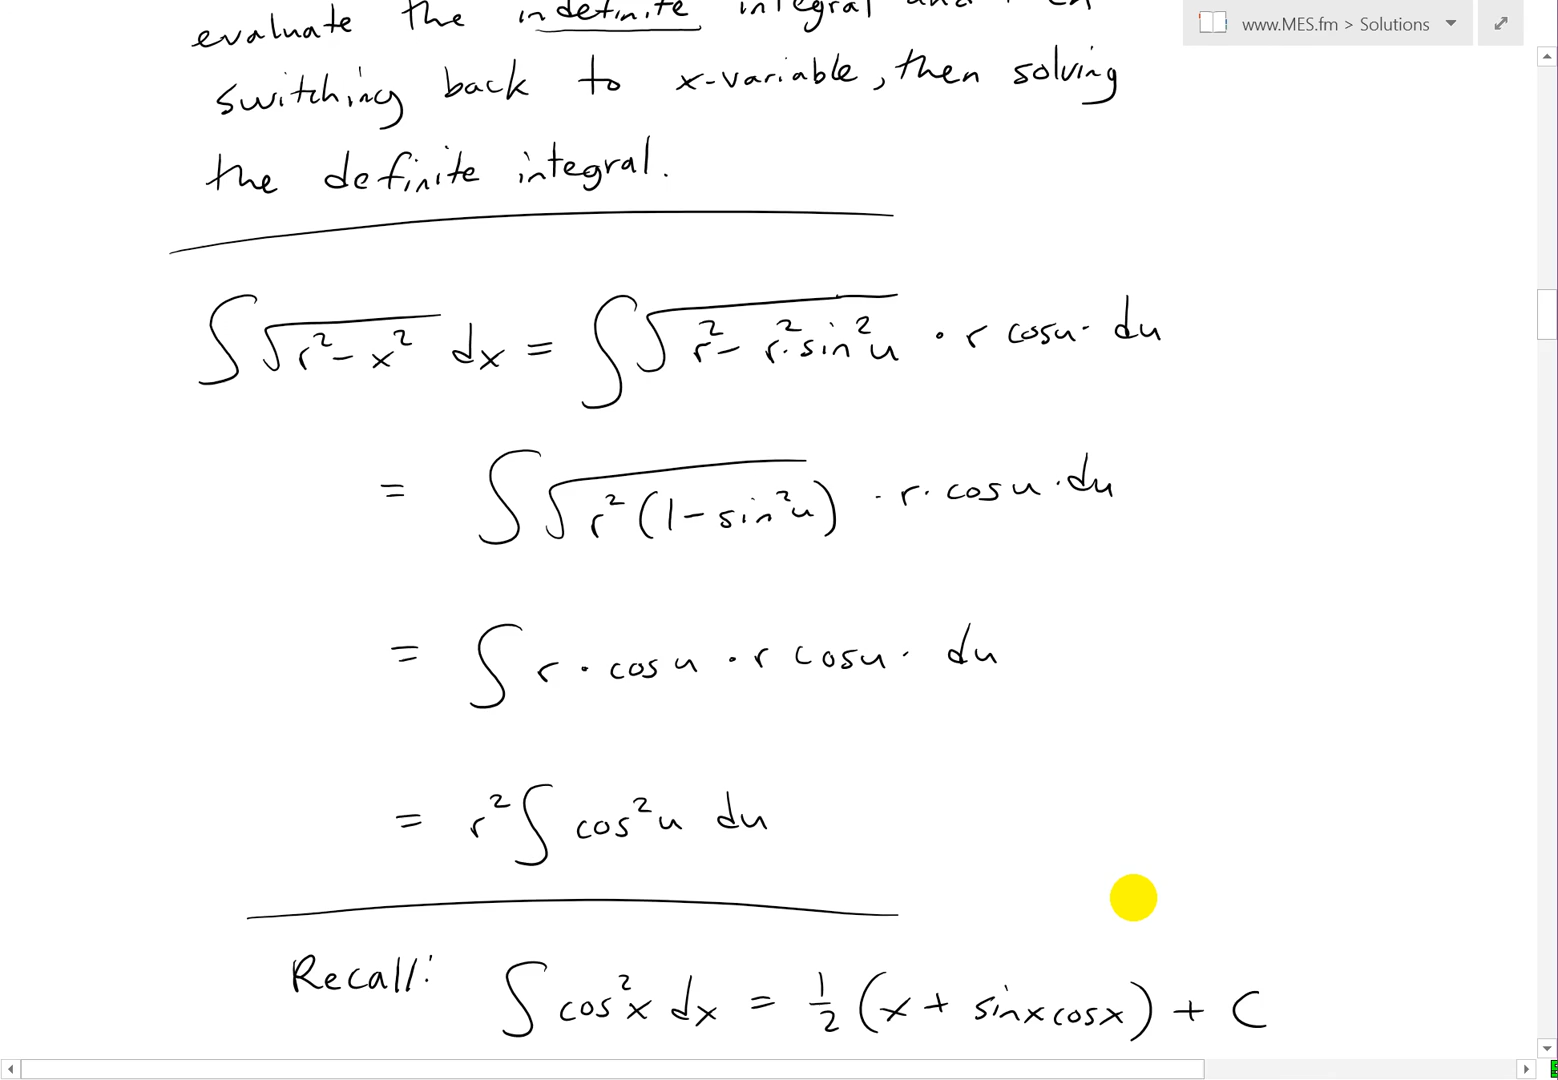 evaluate the indefinite integral and then
www.MES.fm > Solutions
switching back to x-variable, then solving
the definite integral.
∫√(r² - x²) dx = ∫√(r² - r²·sin²u) · r cosu · du
= ∫√(r²(1-sin²u)) · r · cosu · du
= ∫ r · cosu · r cosu · du
= r² ∫ cos²u du
Recall: ∫ cos²x dx = 1/2 (x + sinxcosx) + C